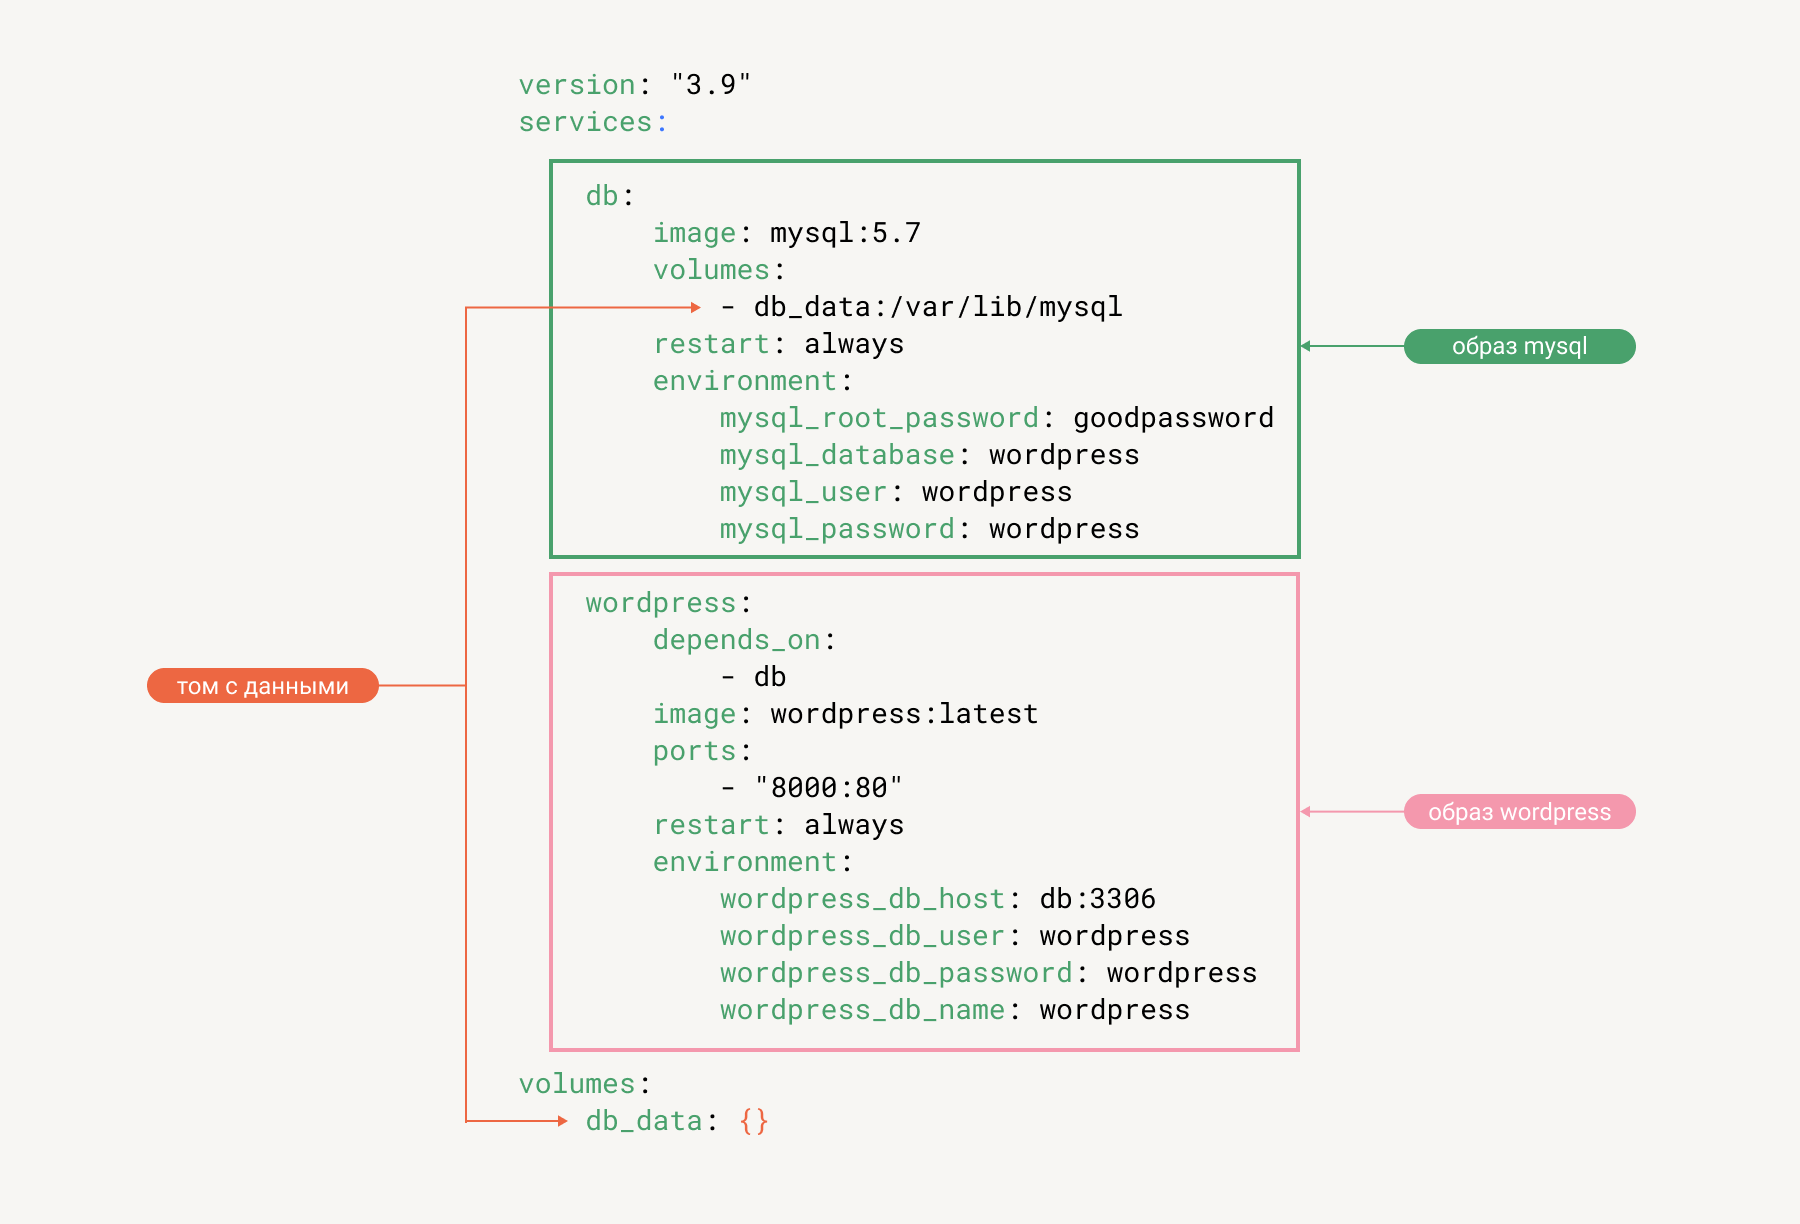 version: "3.9"
services:
db:
image: mysql:5.7
volumes:
- db_data:/var/lib/mysql
restart: always
environment:
mysql_root_password: goodpassword
mysql_database: wordpress
mysql_user: wordpress
mysql_password: wordpress
образ mysql
wordpress:
depends_on:
- db
image: wordpress:latest
ports:
- "8000:80"
restart: always
environment:
wordpress_db_host: db:3306
wordpress_db_user: wordpress
wordpress_db_password: wordpress
wordpress_db_name: wordpress
образ wordpress
том с данными
volumes:
db_data: {}